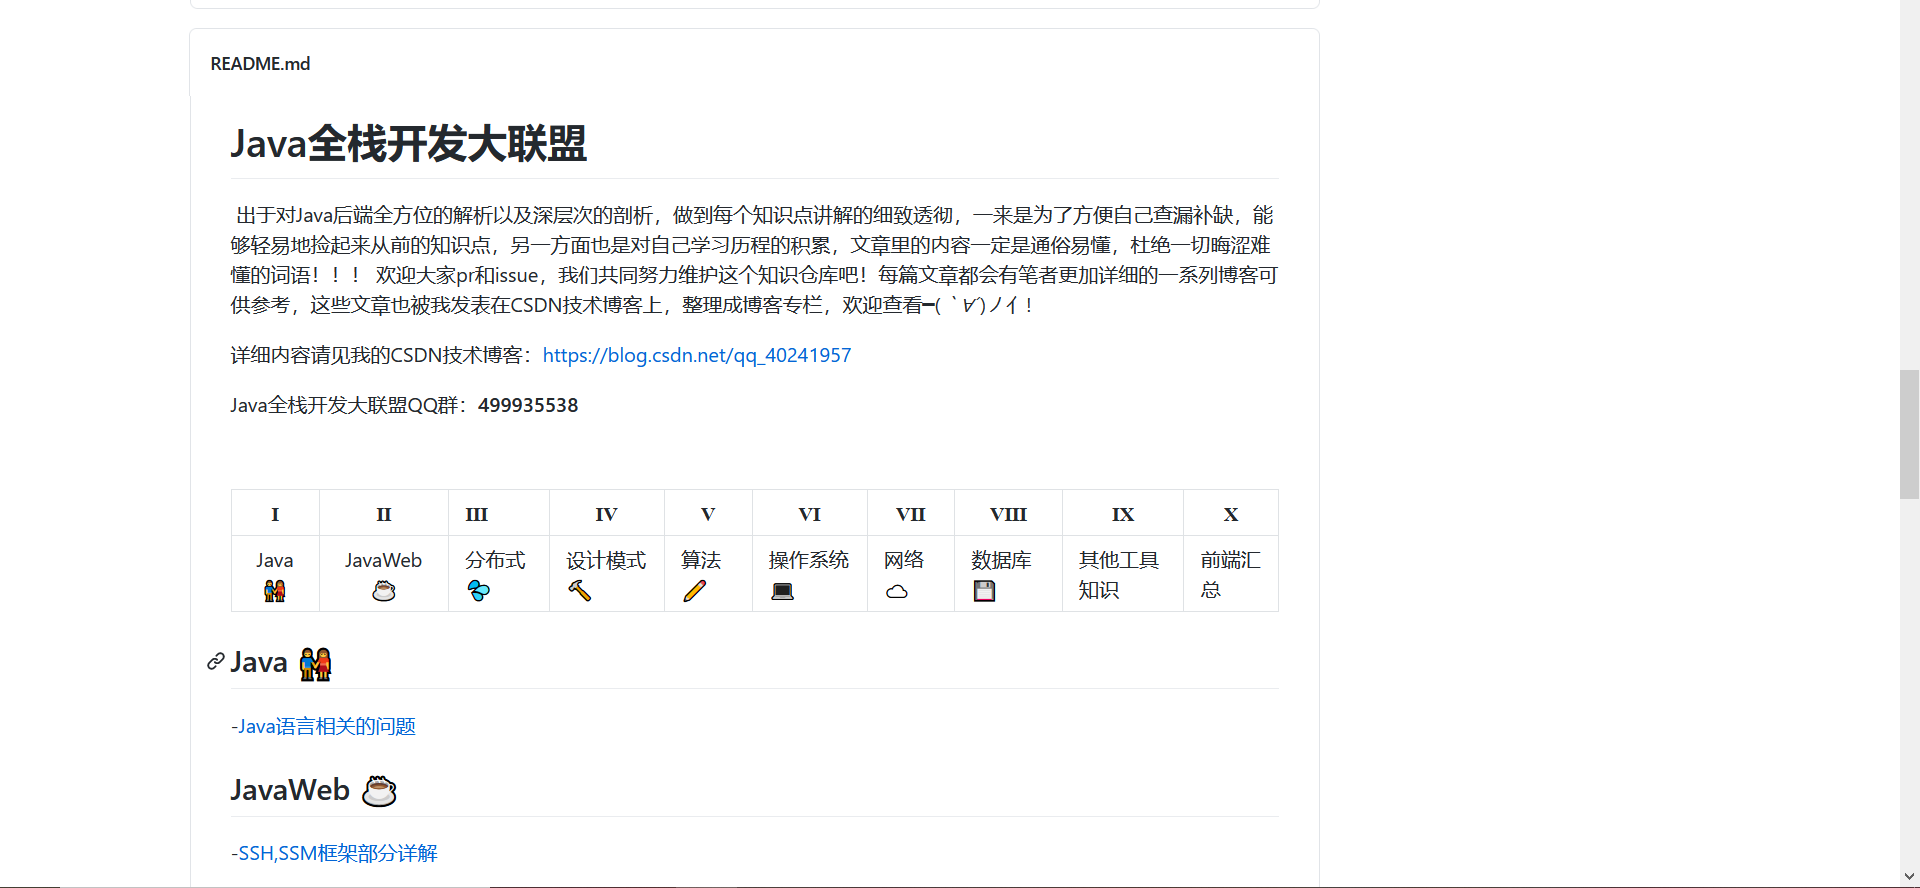 README.md
Java全栈开发大联盟
出于对Java后端全方位的解析以及深层次的剖析，做到每个知识点讲解的细致透彻，一来是为了方便自己查漏补缺，能
够轻易地捡起来从前的知识点，另一方面也是对自己学习历程的积累，文章里的内容一定是通俗易懂，杜绝一切晦涩难
懂的词语！！！ 欢迎大家pr和issue，我们共同努力维护这个知识仓库吧！每篇文章都会有笔者更加详细的一系列博客可
供参考，这些文章也被我发表在CSDN技术博客上，整理成博客专栏，欢迎查看━(*｀∀´*)ノ亻!
详细内容请见我的CSDN技术博客：https://blog.csdn.net/qq_40241957
Java全栈开发大联盟QQ群：499935538
Ⅰ Ⅱ Ⅲ Ⅳ Ⅴ Ⅵ Ⅶ Ⅷ Ⅸ Ⅹ
Java JavaWeb 分布式 设计模式 算法 操作系统 网络 数据库 其他工具 前端汇
知识 总
Java
-Java语言相关的问题
JavaWeb
-SSH,SSM框架部分详解